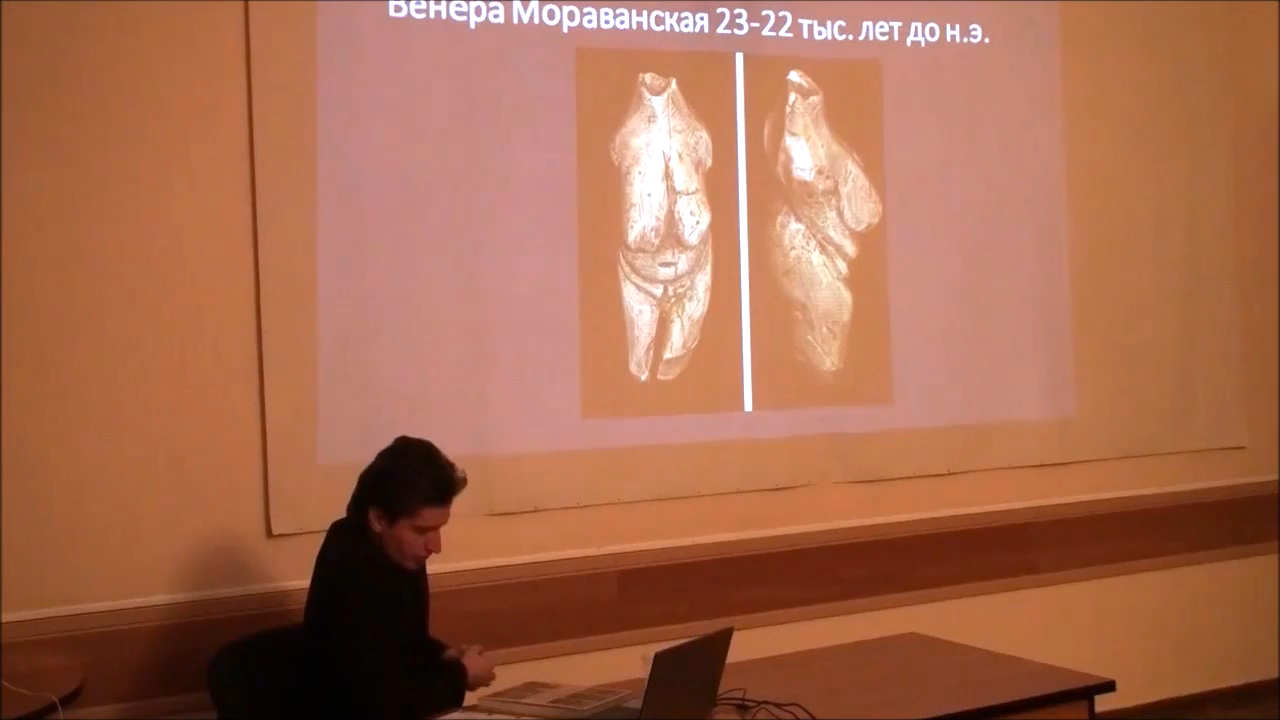 Венера Мораванская 23-22 тыс. лет до н.э.